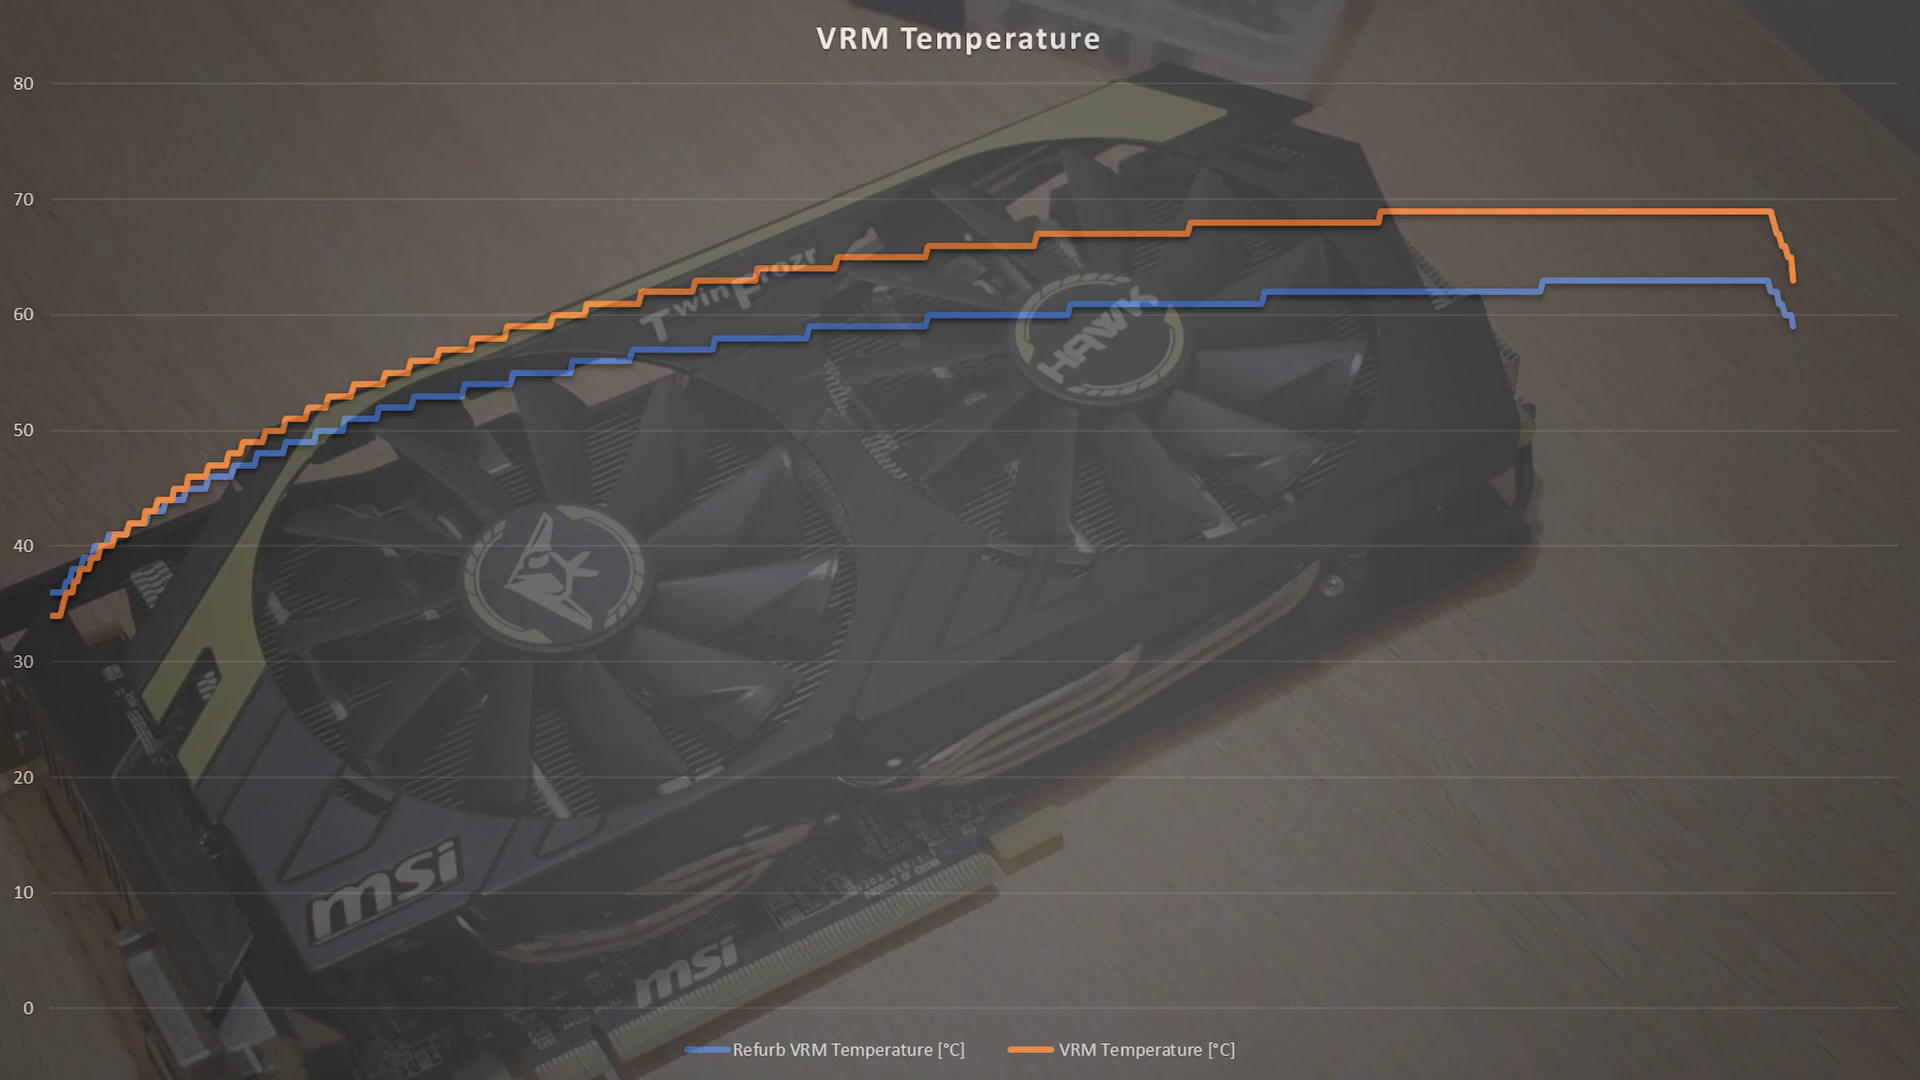 VRM Temperature
80
70
60
50
40
30
20
10
0
Twin Frozr
HAWK
msi
msi
Refurb VRM Temperature [°C]
VRM Temperature [°C]